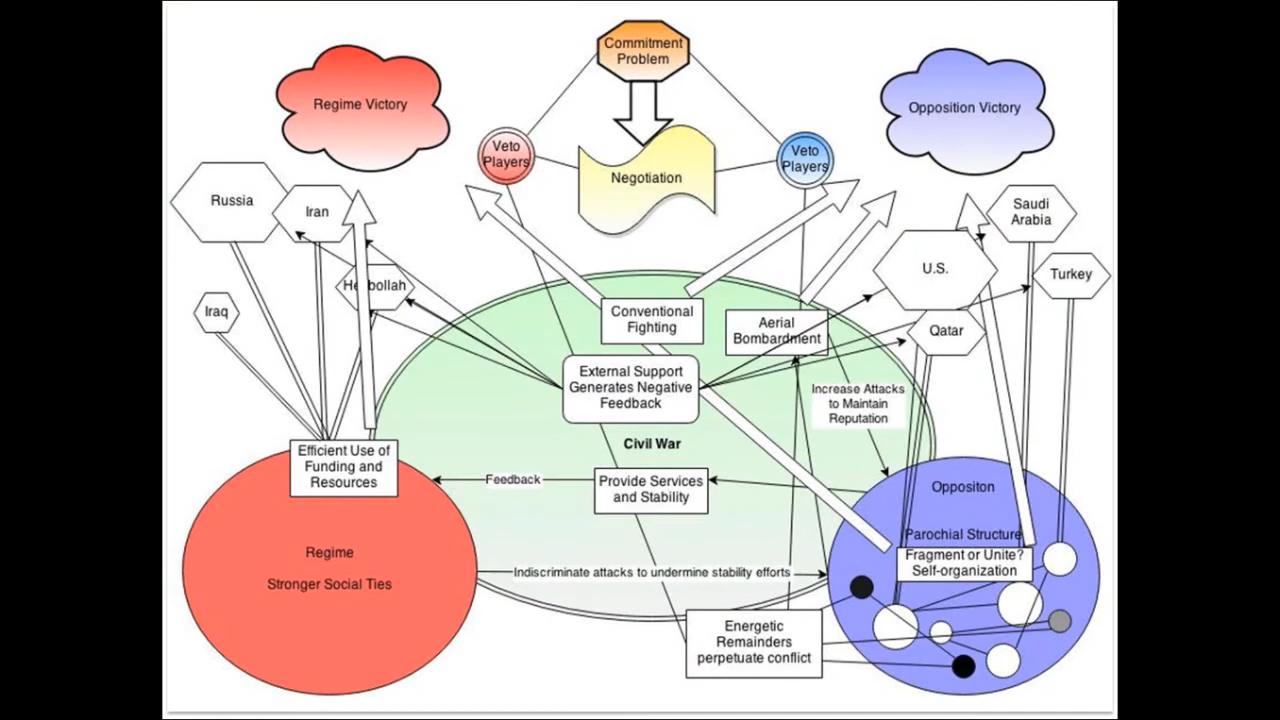 Commitment
Problem
Regime Victory
Opposition Victory
Veto
Players
Veto
Players
Negotiation
Russia
Iran
Saudi
Arabia
U.S.
Turkey
Hezbollah
Iraq
Qatar
Conventional
Fighting
Aerial
Bombardment
External Support
Generates Negative
Feedback
Increase Attacks
to Maintain
Reputation
Civil War
Efficient Use of
Funding and
Resources
Feedback
Provide Services
and Stability
Oppositon
Parochial Structure
Fragment or Unite?
Self-organization
Regime
Stronger Social Ties
Indiscriminate attacks to undermine stability efforts
Energetic
Remainders
perpetuate conflict